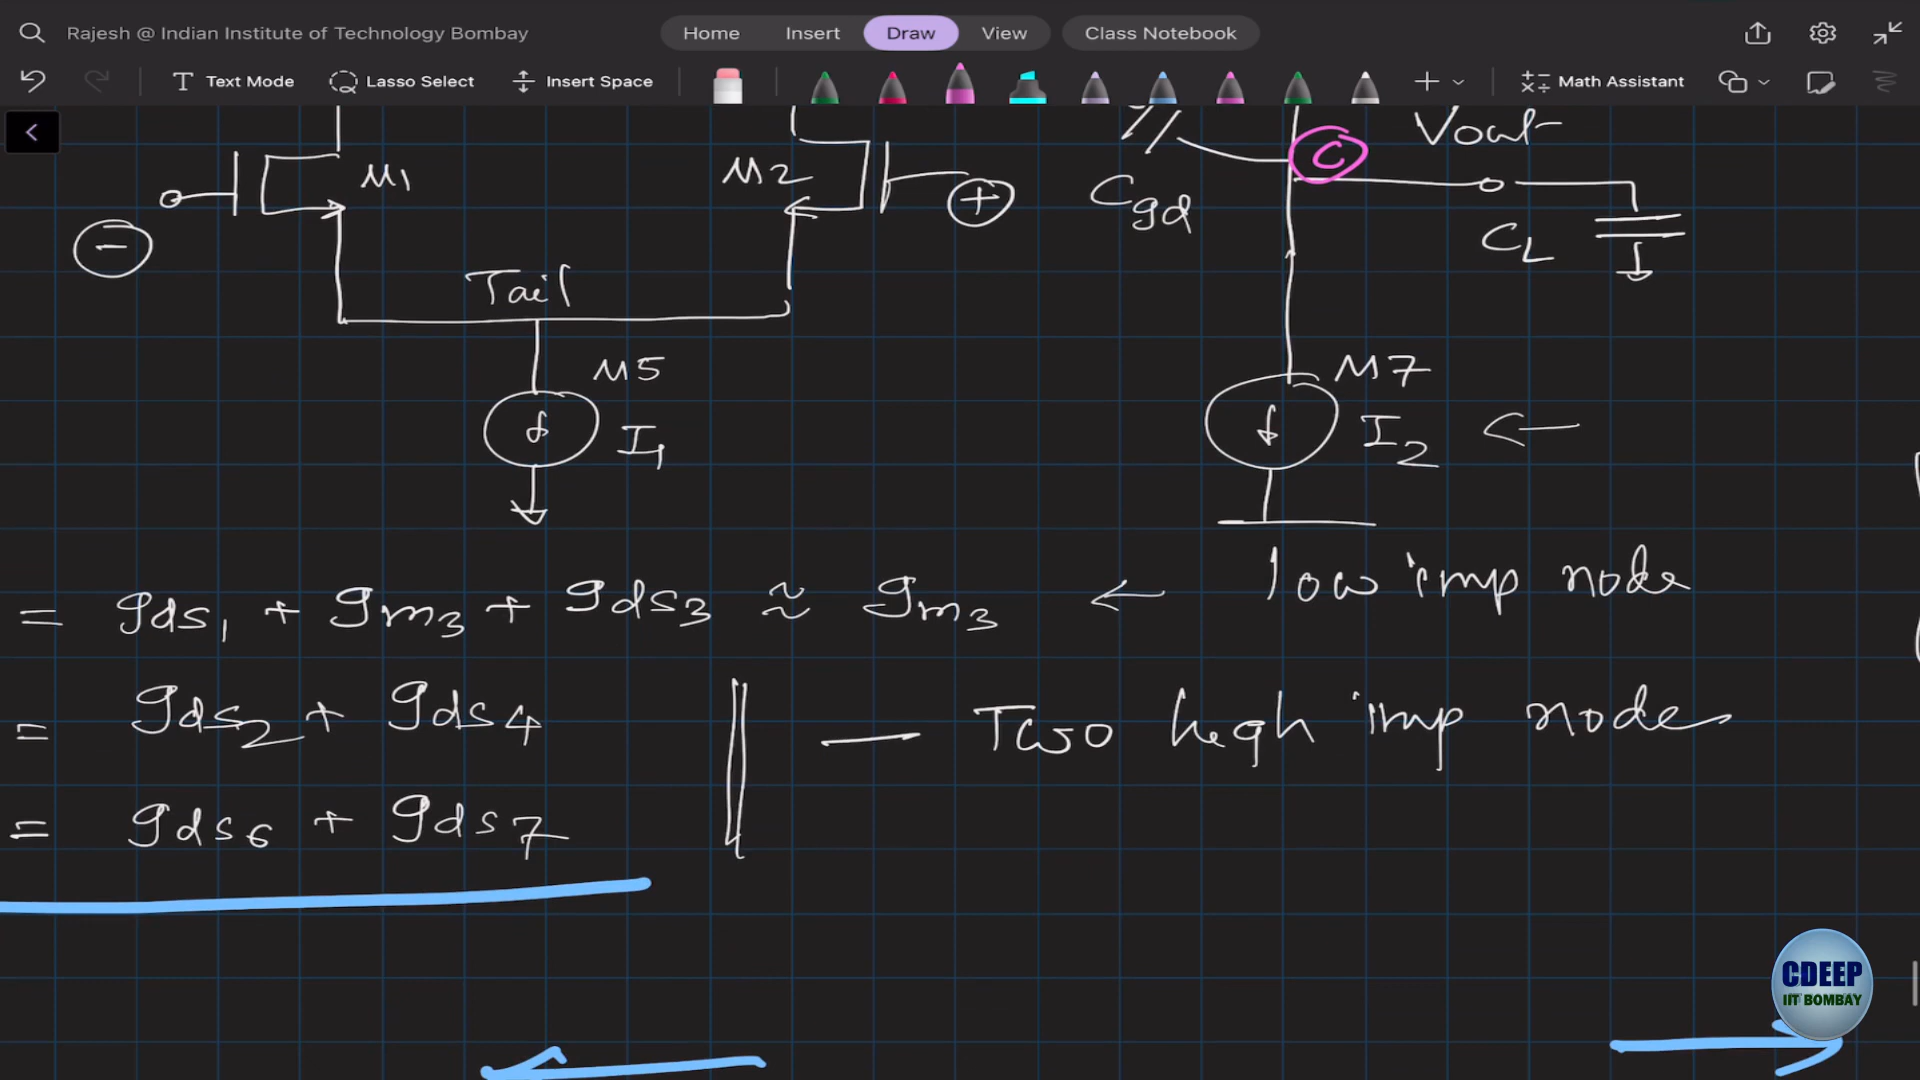 Rajesh @ Indian Institute of Technology Bombay
Home Insert Draw View Class Notebook
Text Mode Lasso Select Insert Space Math Assistant
Vout
C
M1
M2
Cgd
CL
-
+
Tail
M5
I1
M7
I2
= gds1 + gm3 + gds3 ≈ gm3 ← low imp node
= gds2 + gds4
— Two high imp nodes
= gds6 + gds7
CDEEP
IIT BOMBAY